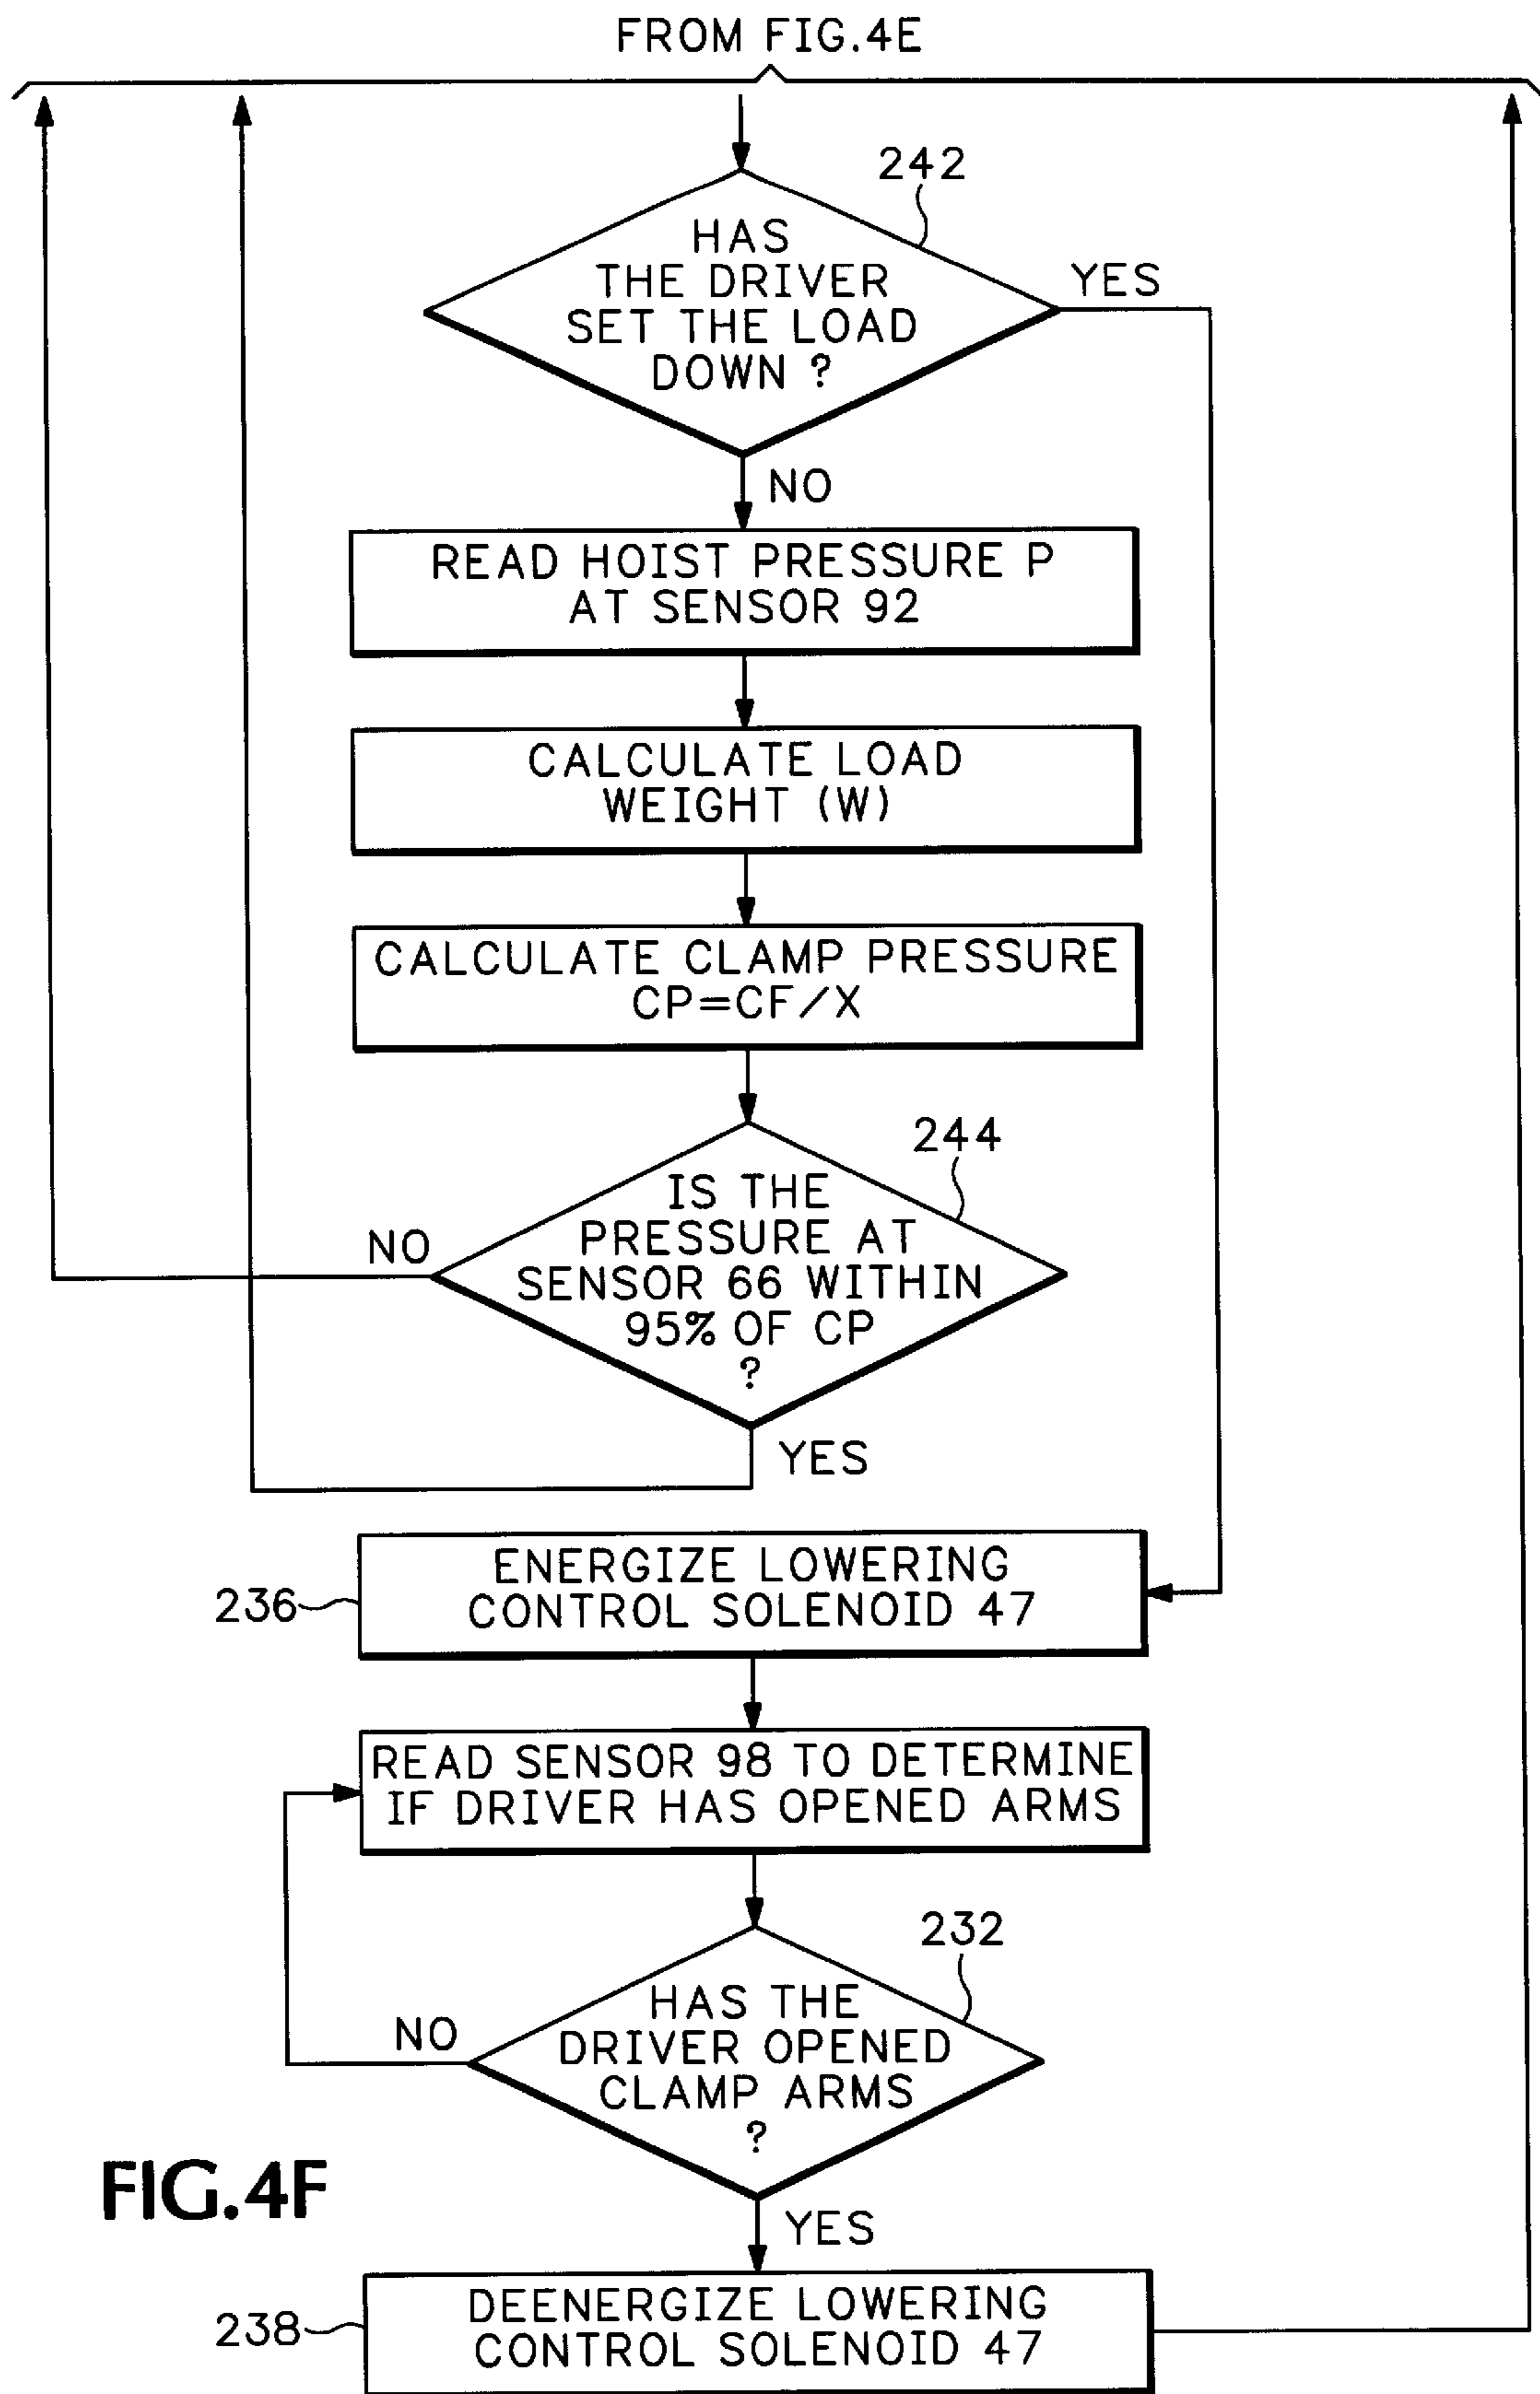 FROM FIG.4E
242
HAS
THE DRIVER
SET THE LOAD
DOWN ?
YES
NO
READ HOIST PRESSURE P
AT SENSOR 92
CALCULATE LOAD
WEIGHT (W)
CALCULATE CLAMP PRESSURE
CP=CF/X
244
IS THE
PRESSURE AT
SENSOR 66 WITHIN
95% OF CP
?
NO
YES
236
ENERGIZE LOWERING
CONTROL SOLENOID 47
READ SENSOR 98 TO DETERMINE
IF DRIVER HAS OPENED ARMS
232
HAS THE
DRIVER OPENED
CLAMP ARMS
?
NO
YES
FIG.4F
238
DEENERGIZE LOWERING
CONTROL SOLENOID 47